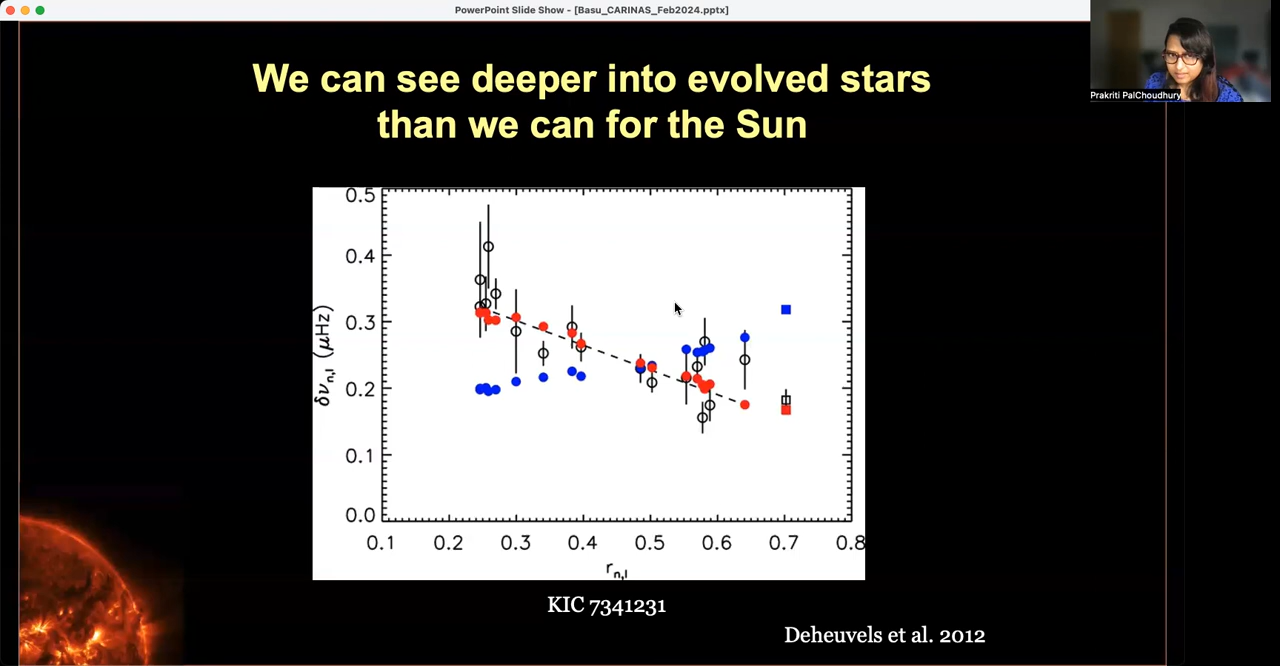 PowerPoint Slide Show - [Basu_CARINAS_Feb2024.pptx]
Prakriti PalChoudhury
We can see deeper into evolved stars
than we can for the Sun
0.5
0.4
0.3
0.2
0.1
0.0
δνn,l (μHz)
0.1 0.2 0.3 0.4 0.5 0.6 0.7 0.8
rn,l
KIC 7341231
Deheuvels et al. 2012